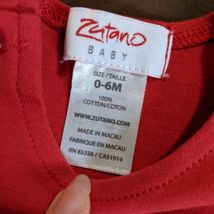 Zutano
BABY
SIZE/TAILLE
0-6M
100%
COTTON/COTON
WWW.ZUTANO.COM
MADE IN MACAU
FABRIQUE EN MACAU
RN 83338 / CA51914